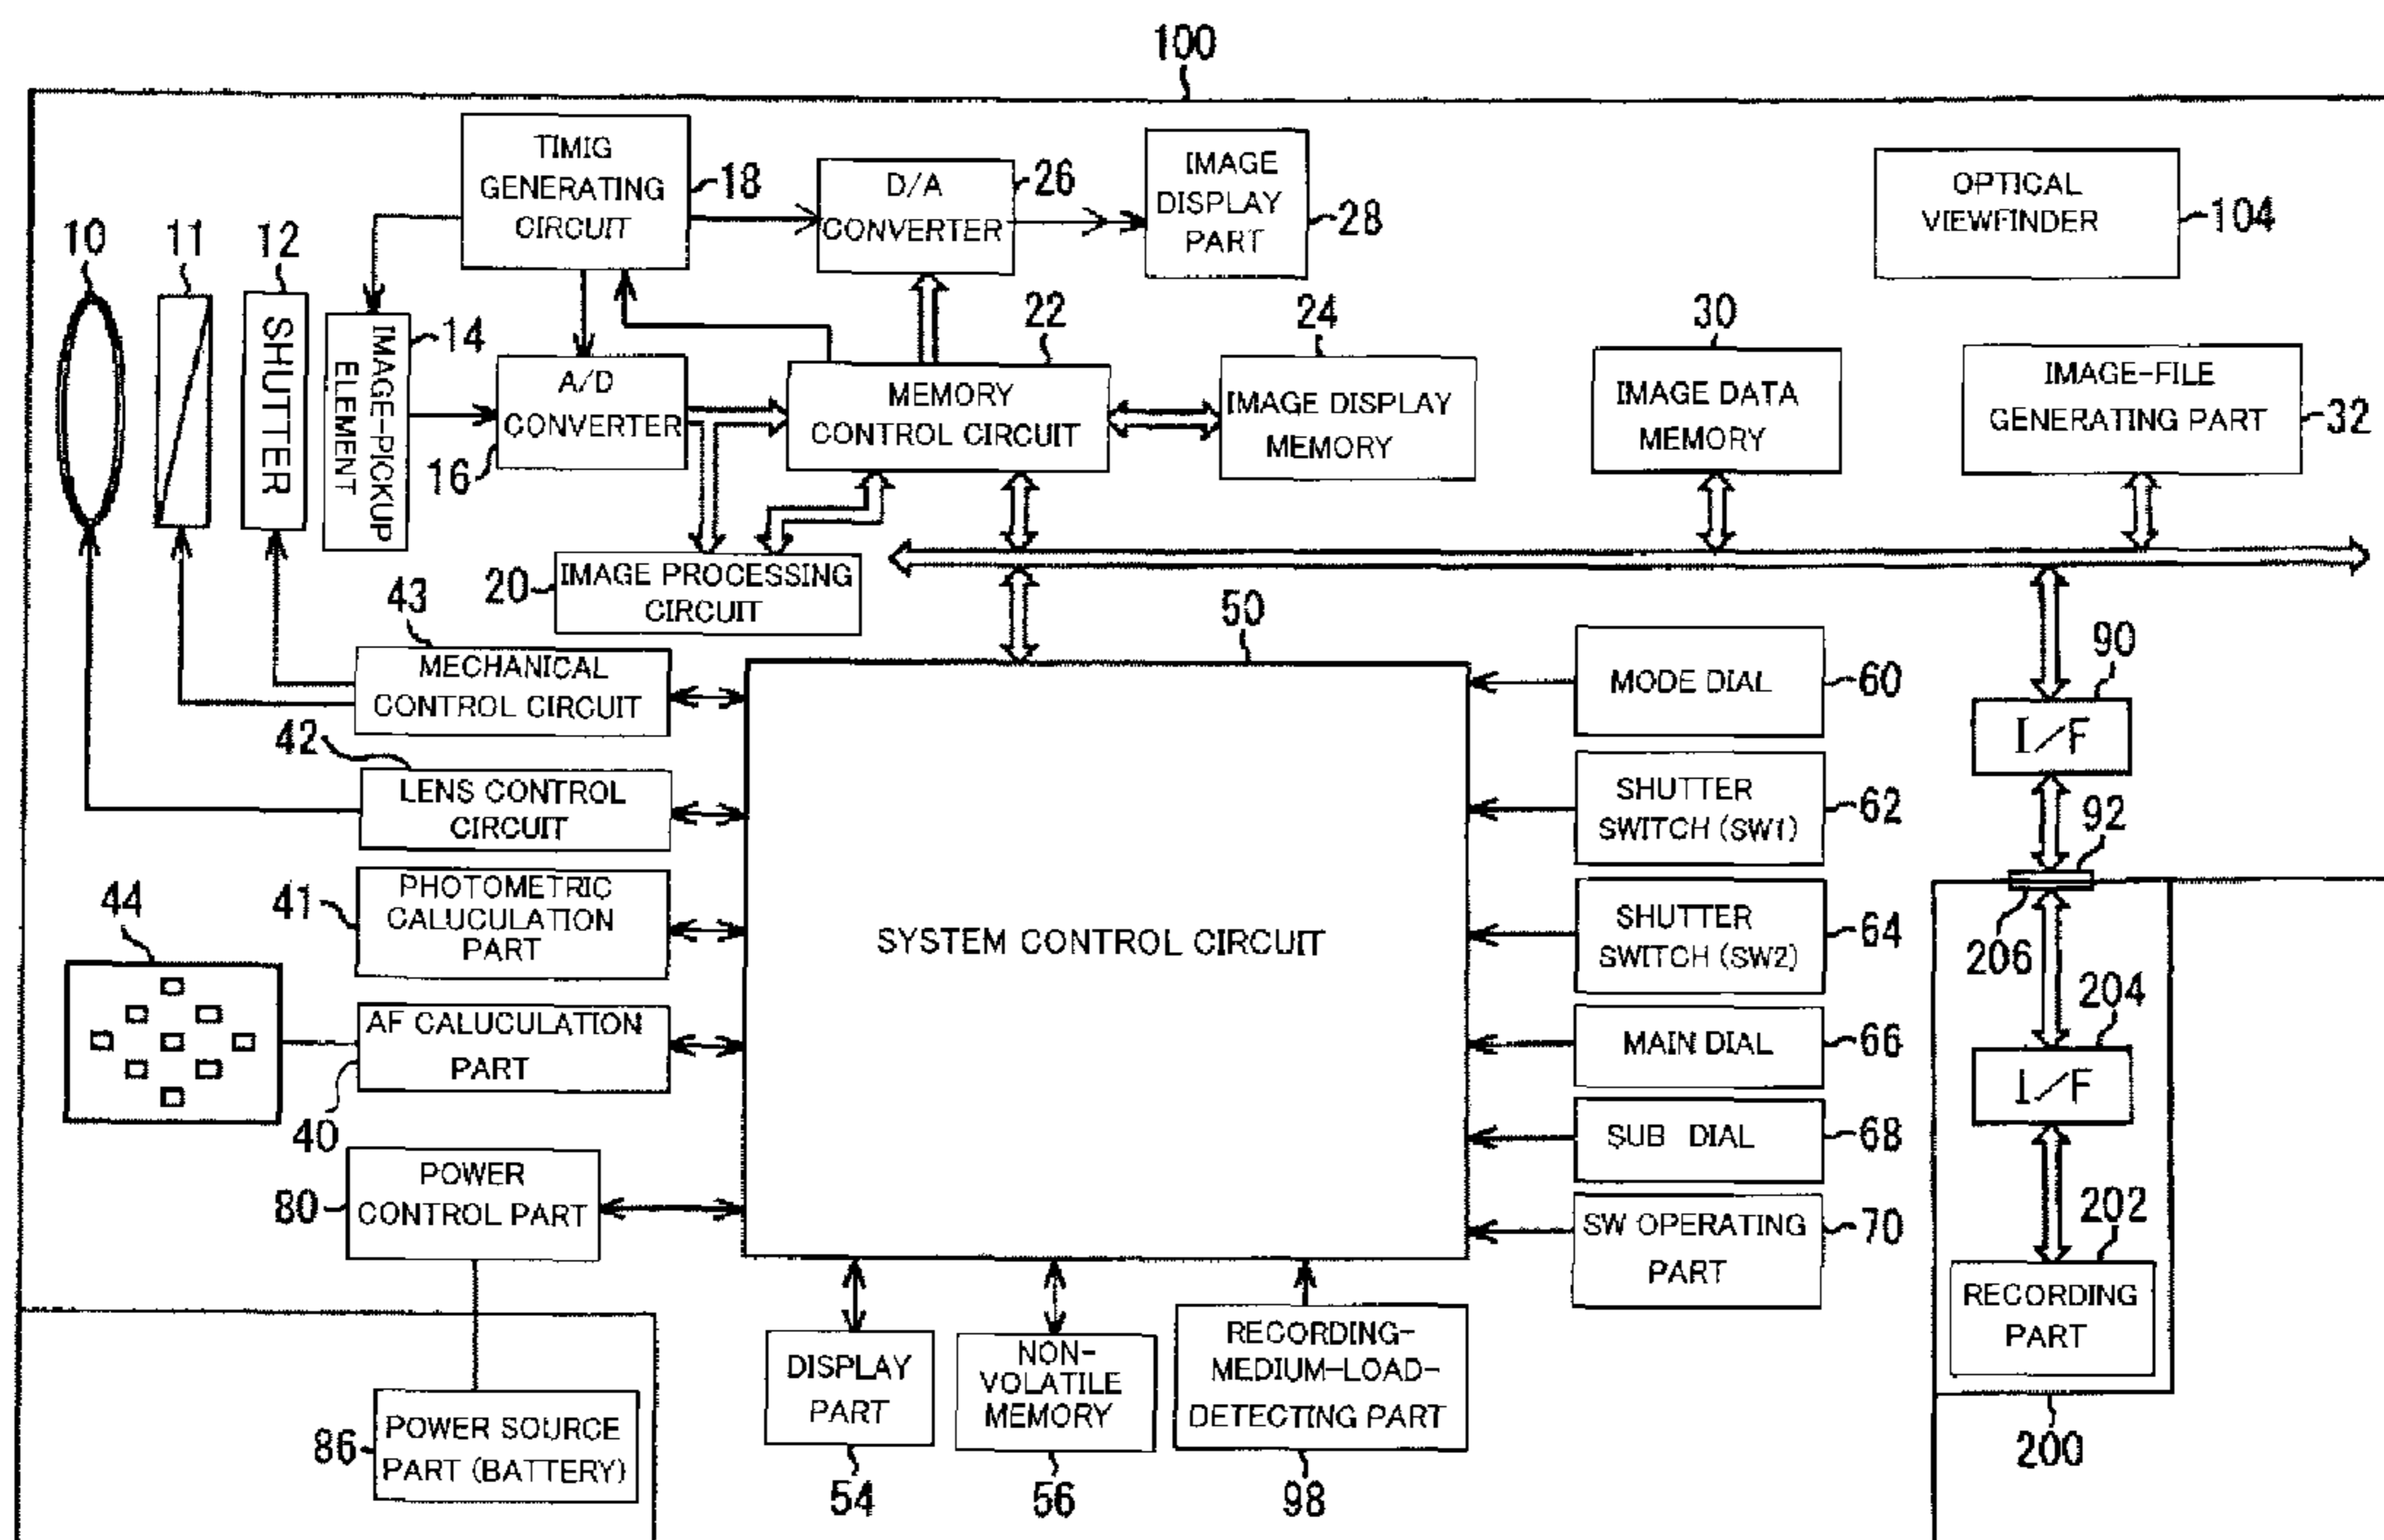 100
TIMIG
GENERATING
CIRCUIT
18
D/A
CONVERTER
26
IMAGE
DISPLAY
PART
28
OPTICAL
VIEWFINDER
104
10
11
12
SHUTTER
IMAGE-PICKUP
ELEMENT
14
A/D
CONVERTER
16
22
MEMORY
CONTROL CIRCUIT
24
IMAGE DISPLAY
MEMORY
30
IMAGE DATA
MEMORY
IMAGE-FILE
GENERATING PART
32
20
IMAGE PROCESSING
CIRCUIT
43
MECHANICAL
CONTROL CIRCUIT
42
LENS CONTROL
CIRCUIT
41
PHOTOMETRIC
CALUCULATION
PART
44
AF CALUCULATION
PART
40
80
POWER
CONTROL PART
86
POWER SOURCE
PART (BATTERY)
50
SYSTEM CONTROL CIRCUIT
MODE DIAL
60
SHUTTER
SWITCH (SW1)
62
SHUTTER
SWITCH (SW2)
64
MAIN DIAL
66
SUB DIAL
68
SW OPERATING
PART
70
DISPLAY
PART
54
NON-
VOLATILE
MEMORY
56
RECORDING-
MEDIUM-LOAD-
DETECTING PART
98
90
I/F
92
206
204
I/F
202
RECORDING
PART
200